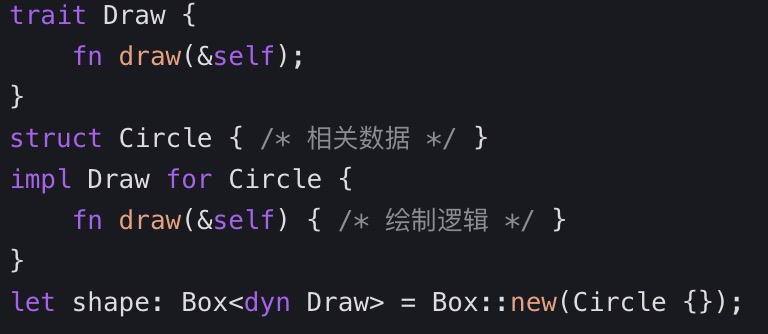 trait Draw {
    fn draw(&self);
}
struct Circle { /* 相关数据 */ }
impl Draw for Circle {
    fn draw(&self) { /* 绘制逻辑 */ }
}
let shape: Box<dyn Draw> = Box::new(Circle {});